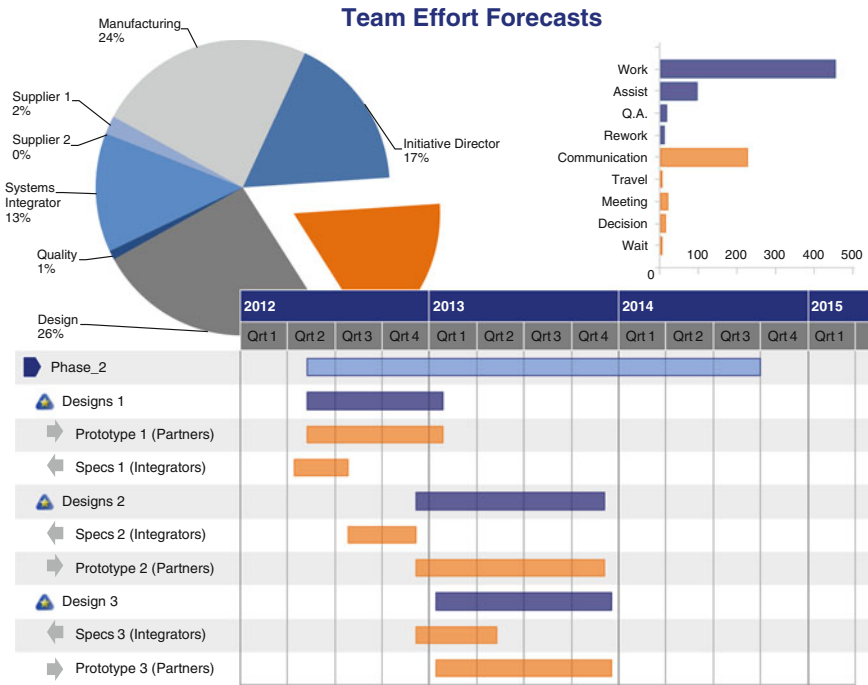 Team Effort Forecasts
Manufacturing
24%
Supplier 1
2%
Supplier 2
0%
Systems
Integrator
13%
Quality
1%
Design
26%
Initiative Director
17%
Work
Assist
Q.A.
Rework
Communication
Travel
Meeting
Decision
Wait
0 100 200 300 400 500
2012 2013 2014 2015
Qrt 1 Qrt 2 Qrt 3 Qrt 4 Qrt 1 Qrt 2 Qrt 3 Qrt 4 Qrt 1 Qrt 2 Qrt 3 Qrt 4 Qrt 1
Phase_2
Designs 1
Prototype 1 (Partners)
Specs 1 (Integrators)
Designs 2
Specs 2 (Integrators)
Prototype 2 (Partners)
Design 3
Specs 3 (Integrators)
Prototype 3 (Partners)